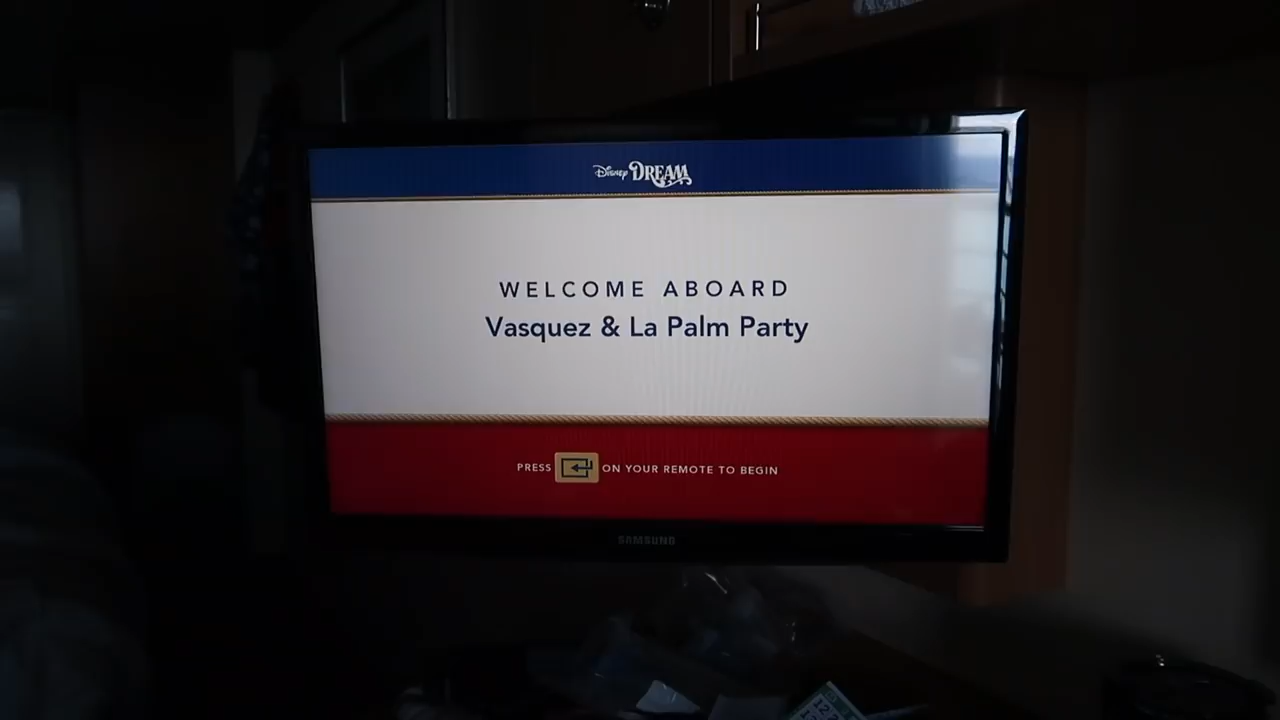 Disney DREAM
WELCOME ABOARD
Vasquez & La Palm Party
PRESS ON YOUR REMOTE TO BEGIN
SAMSUNG